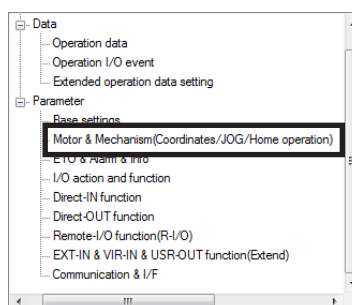 Data
Operation data
Operation I/O event
Extended operation data setting
Parameter
Base settings
Motor & Mechanism(Coordinates/JOG/Home operation)
ETO & Alarm & Info
I/O action and function
Direct-IN function
Direct-OUT function
Remote-I/O function(R-I/O)
EXT-IN & VIR-IN & USR-OUT function(Extend)
Communication & I/F